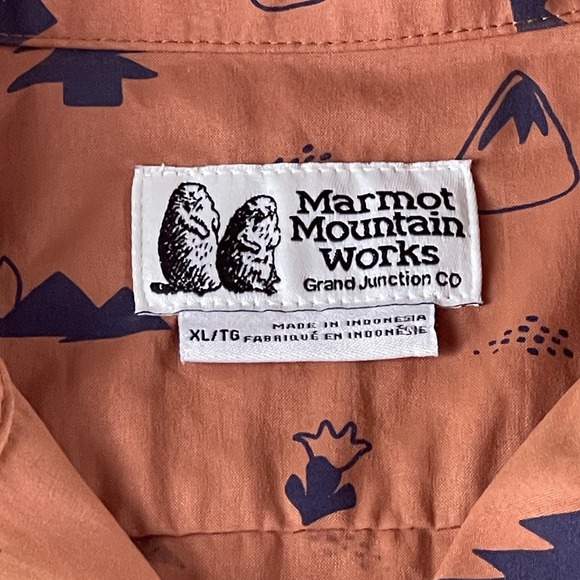 Marmot
Mountain
Works
Grand Junction CO
XL/TG
MADE IN INDONESIA
FABRIQUÉ EN INDONÉSIE